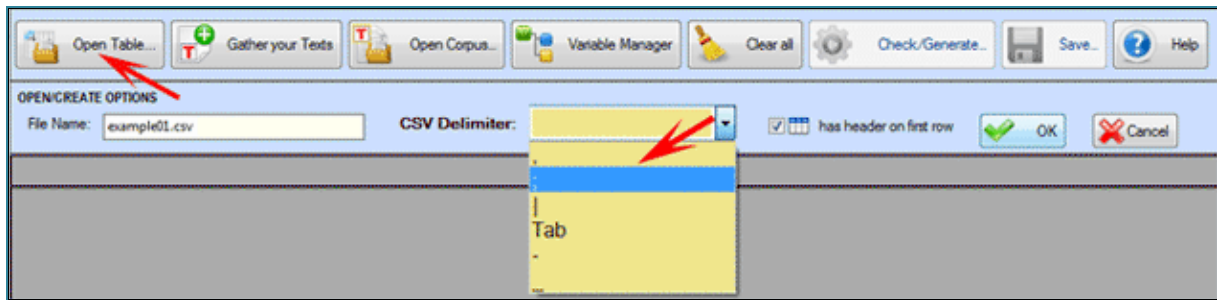 Open Table... Gather your Texts Open Corpus... Variable Manager Clear all Check/Generate... Save... Help
OPEN/CREATE OPTIONS
File Name: example01.csv CSV Delimiter: has header on first row OK Cancel
,
;
|
Tab
-
_